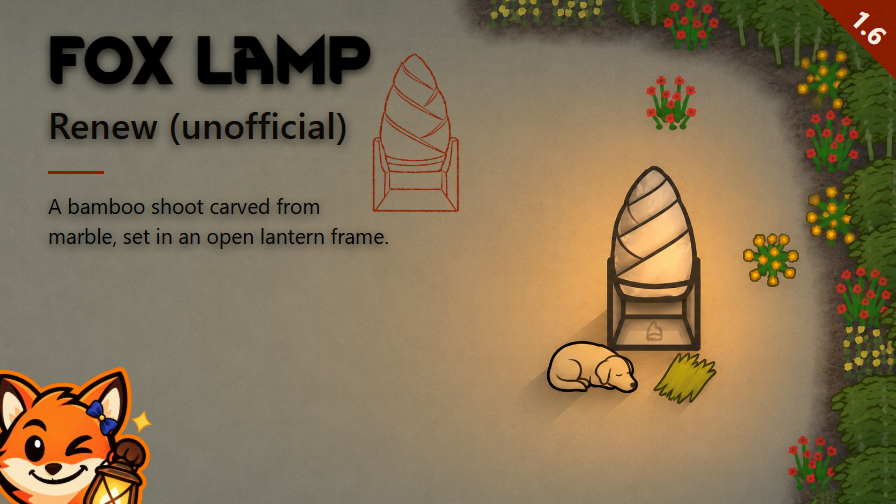 FOX LAMP
Renew (unofficial)
A bamboo shoot carved from
marble, set in an open lantern frame.
1.6